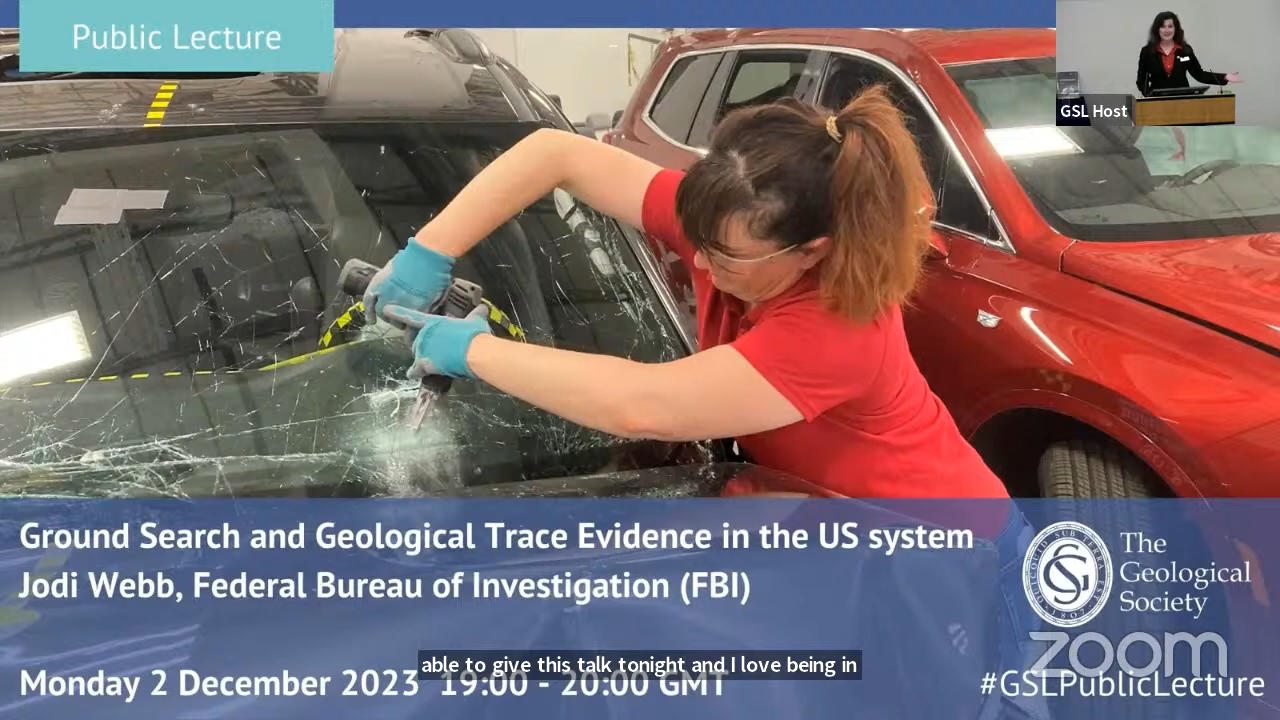 Public Lecture
GSL Host
Ground Search and Geological Trace Evidence in the US system
Jodi Webb, Federal Bureau of Investigation (FBI)
The
Geological
Society
able to give this talk tonight and I love being in
Monday 2 December 2023 19:00 - 20:00 GMT
zoom
#GSLPublicLecture